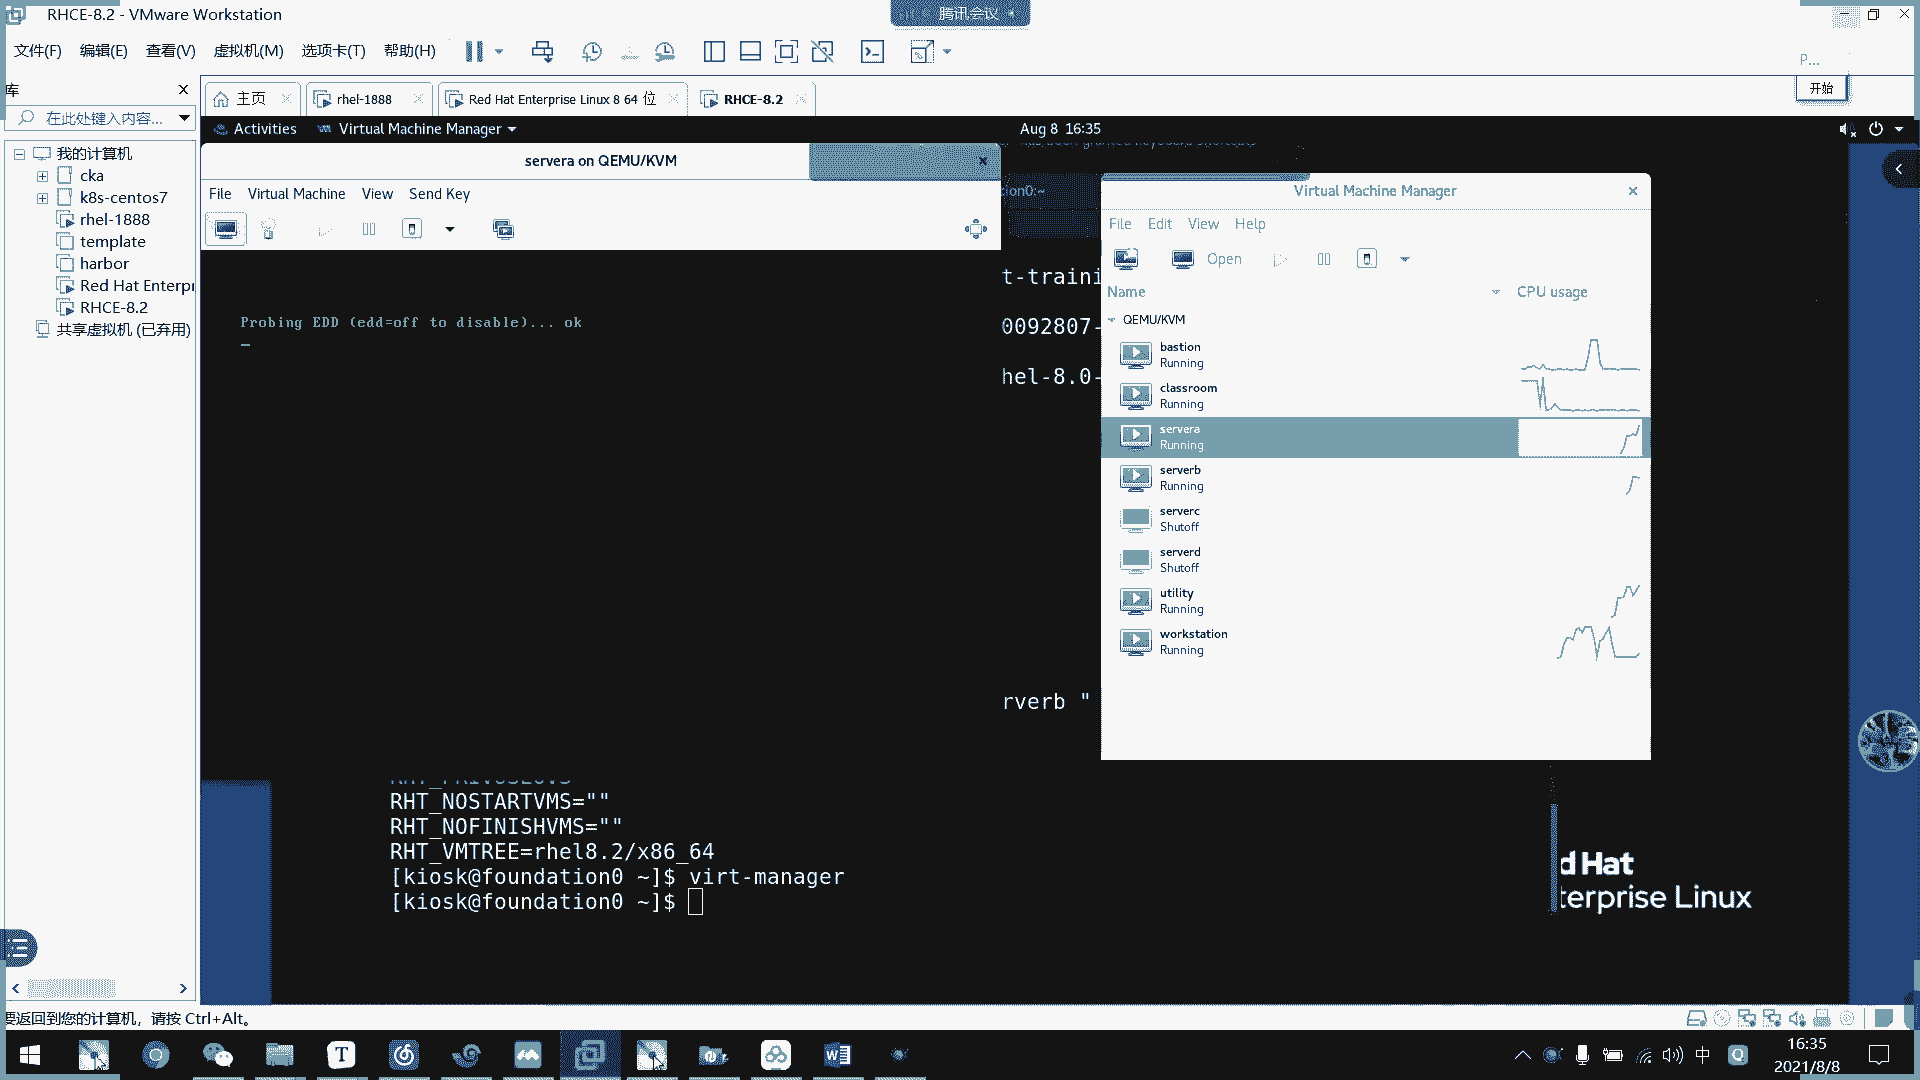 RHCE-8.2 - VMware Workstation
腾讯会议
文件(F) 编辑(E) 查看(V) 虚拟机(M) 选项卡(T) 帮助(H)
P...
开始
库
在此处键入内容...
主页
rhel-1888
Red Hat Enterprise Linux 8 64 位
RHCE-8.2
我的计算机
cka
k8s-centos7
rhel-1888
template
harbor
Red Hat Enterpr
RHCE-8.2
共享虚拟机 (已弃用)
Activities
Virtual Machine Manager
Aug 8 16:35
servera on QEMU/KVM
File Virtual Machine View Send Key
Probing EDD (edd=off to disable)... ok
ion0:~
t-traini
0092807-
hel-8.0-
rverb "
RHT_NOSTARTVMS=""
RHT_NOFINISHVMS=""
RHT_VMTREE=rhel8.2/x86_64
[kiosk@foundation0 ~]$ virt-manager
[kiosk@foundation0 ~]$
Virtual Machine Manager
File Edit View Help
Open
Name CPU usage
QEMU/KVM
bastion
Running
classroom
Running
servera
Running
serverb
Running
serverc
Shutoff
serverd
Shutoff
utility
Running
workstation
Running
d Hat
terprise Linux
要返回到您的计算机，请按 Ctrl+Alt。
中
16:35
2021/8/8